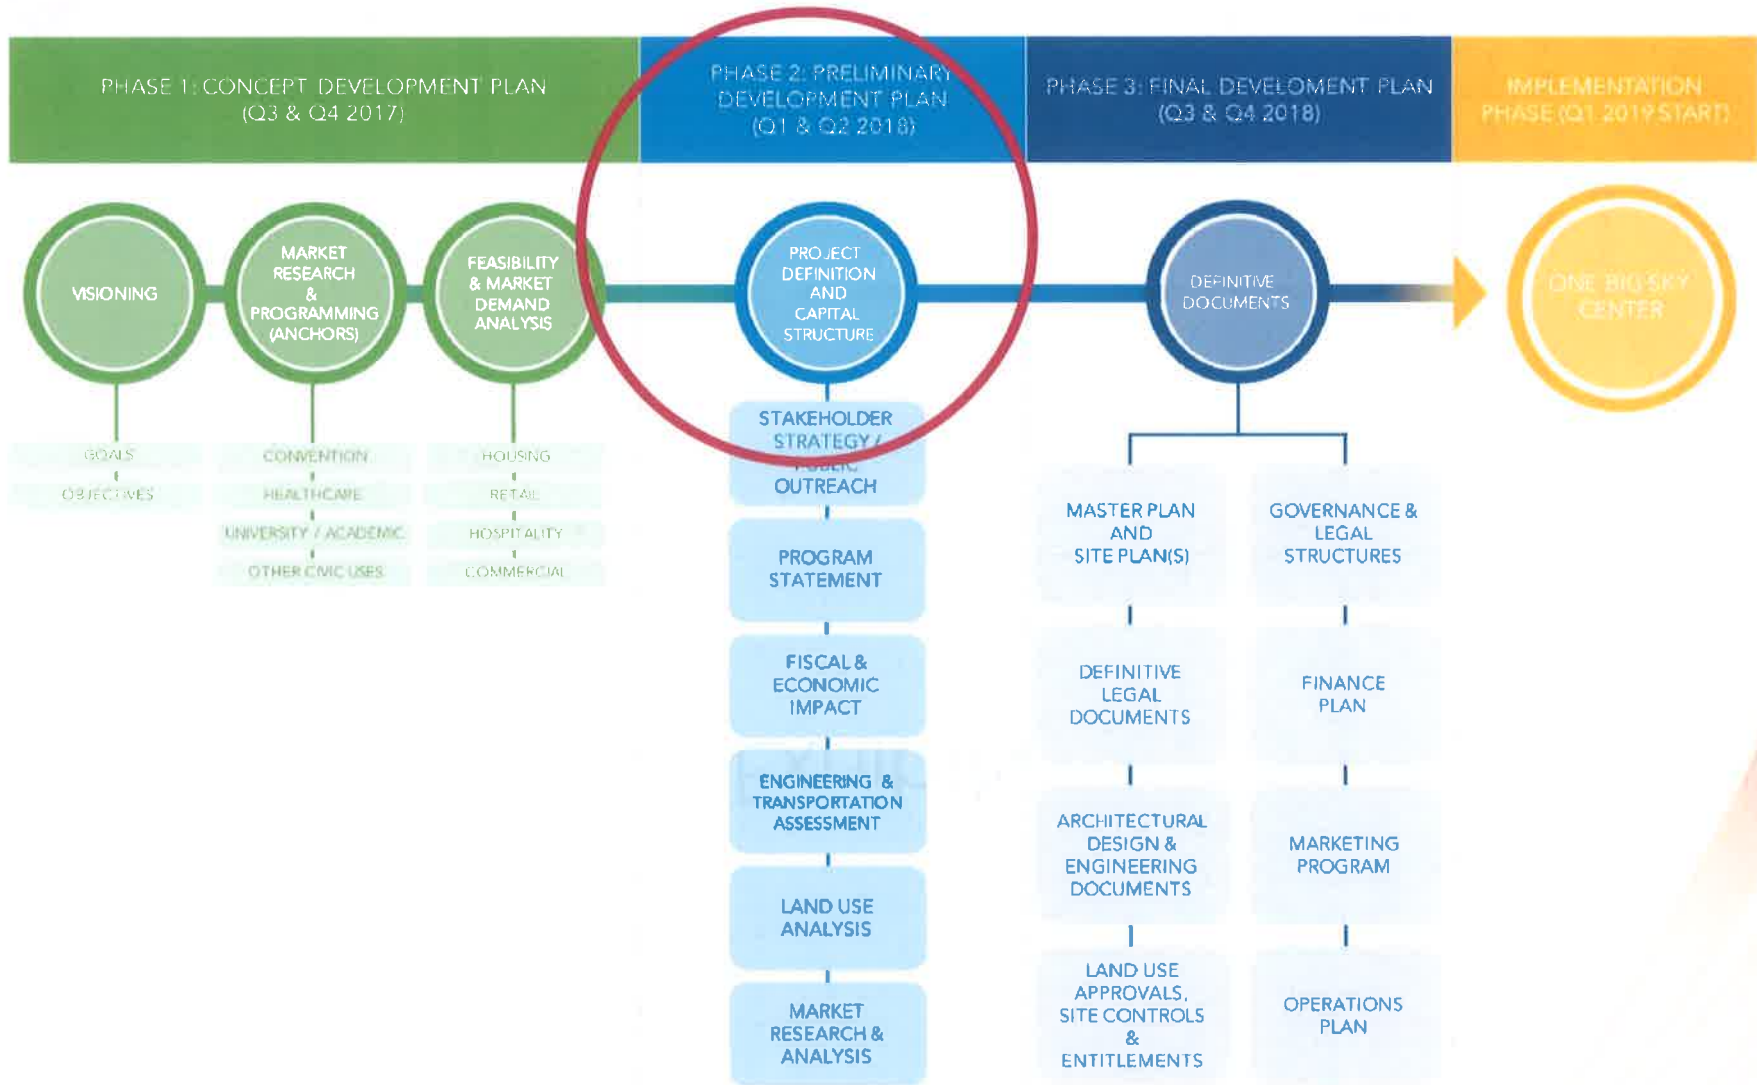 PHASE 1: CONCEPT DEVELOPMENT PLAN
(Q3 & Q4 2017)
PHASE 2: PRELIMINARY
DEVELOPMENT PLAN
(Q1 & Q2 2018)
PHASE 3: FINAL DEVELOMENT PLAN
(Q3 & Q4 2018)
IMPLEMENTATION
PHASE (Q1 2019 START)
VISIONING
MARKET
RESEARCH
&
PROGRAMMING
(ANCHORS)
FEASIBILITY
& MARKET
DEMAND
ANALYSIS
PROJECT
DEFINITION
AND
CAPITAL
STRUCTURE
DEFINITIVE
DOCUMENTS
ONE BIG SKY
CENTER
GOALS
OBJECTIVES
CONVENTION
HEALTHCARE
UNIVERSITY / ACADEMIC
OTHER CIVIC USES
HOUSING
RETAIL
HOSPITALITY
COMMERCIAL
STAKEHOLDER
STRATEGY /
PUBLIC
OUTREACH
PROGRAM
STATEMENT
FISCAL &
ECONOMIC
IMPACT
ENGINEERING &
TRANSPORTATION
ASSESSMENT
LAND USE
ANALYSIS
MARKET
RESEARCH &
ANALYSIS
MASTER PLAN
AND
SITE PLAN(S)
DEFINITIVE
LEGAL
DOCUMENTS
ARCHITECTURAL
DESIGN &
ENGINEERING
DOCUMENTS
LAND USE
APPROVALS,
SITE CONTROLS
&
ENTITLEMENTS
GOVERNANCE &
LEGAL
STRUCTURES
FINANCE
PLAN
MARKETING
PROGRAM
OPERATIONS
PLAN